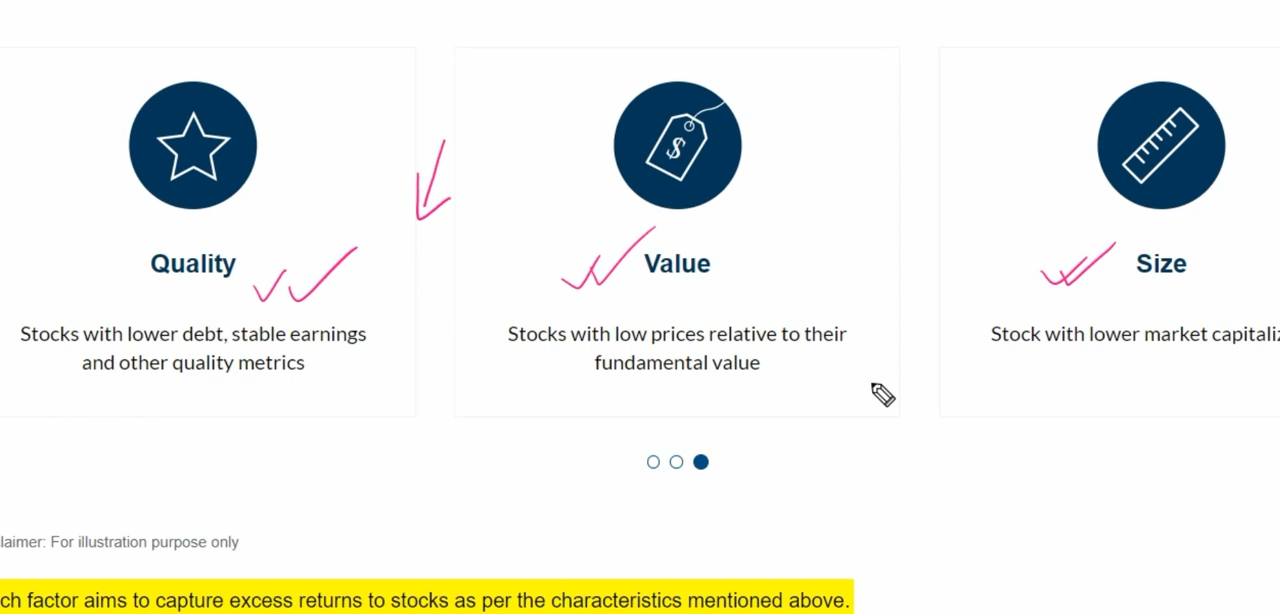 Quality
Stocks with lower debt, stable earnings
and other quality metrics
$
Value
Stocks with low prices relative to their
fundamental value
Size
Stock with lower market
claimer: For illustration purpose only
ch factor aims to capture excess returns to stocks as per the characteristics mentioned above.